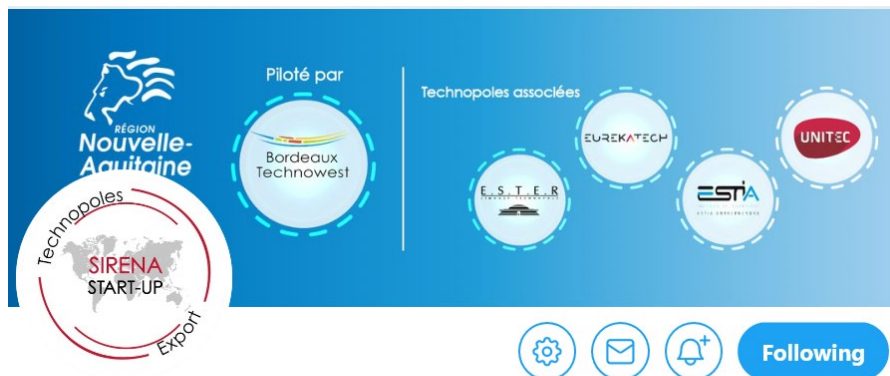 RÉGION
Nouvelle-
Aquitaine
Piloté par
Bordeaux
Technowest
Technopoles associées
E.S.T.E.R
EUREKATECH
ESTIA
UNITEC
Technopoles
SIRENA
START-UP
Export
Following